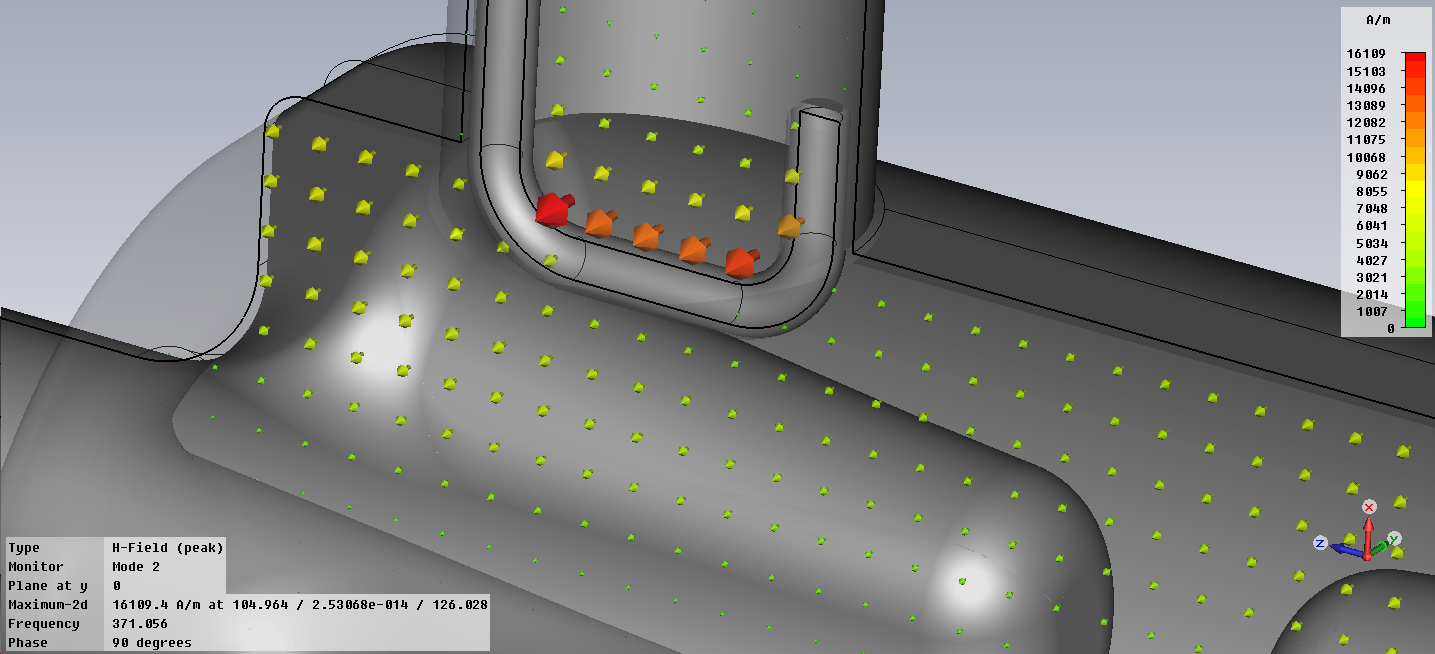 A/m
16109
15103
14096
13089
12082
11075
10068
9062
8055
7048
6041
5034
4027
3021
2014
1007
0
X
Z
Y
Type H-Field (peak)
Monitor Mode 2
Plane at y 0
Maximum-2d 16109.4 A/m at 104.964 / 2.53068e-014 / 126.028
Frequency 371.056
Phase 90 degrees